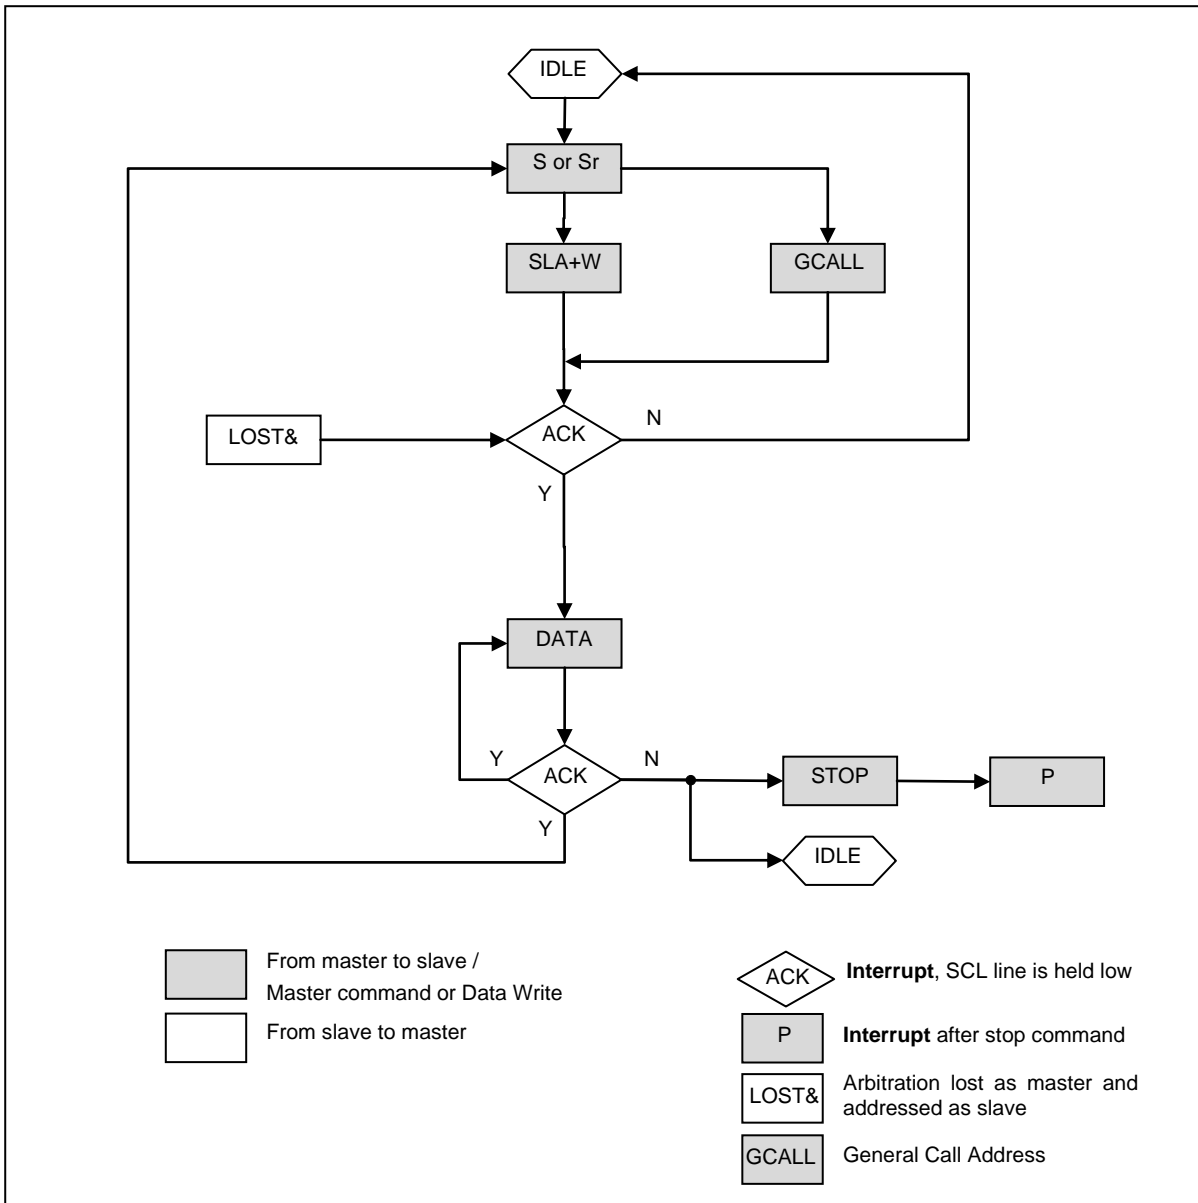 IDLE
S or Sr
SLA+W
GCALL
LOST&
ACK
N
Y
DATA
Y
ACK
N
STOP
P
Y
IDLE
From master to slave /
Master command or Data Write
From slave to master
ACK
Interrupt, SCL line is held low
P
Interrupt after stop command
LOST&
Arbitration lost as master and
addressed as slave
GCALL
General Call Address